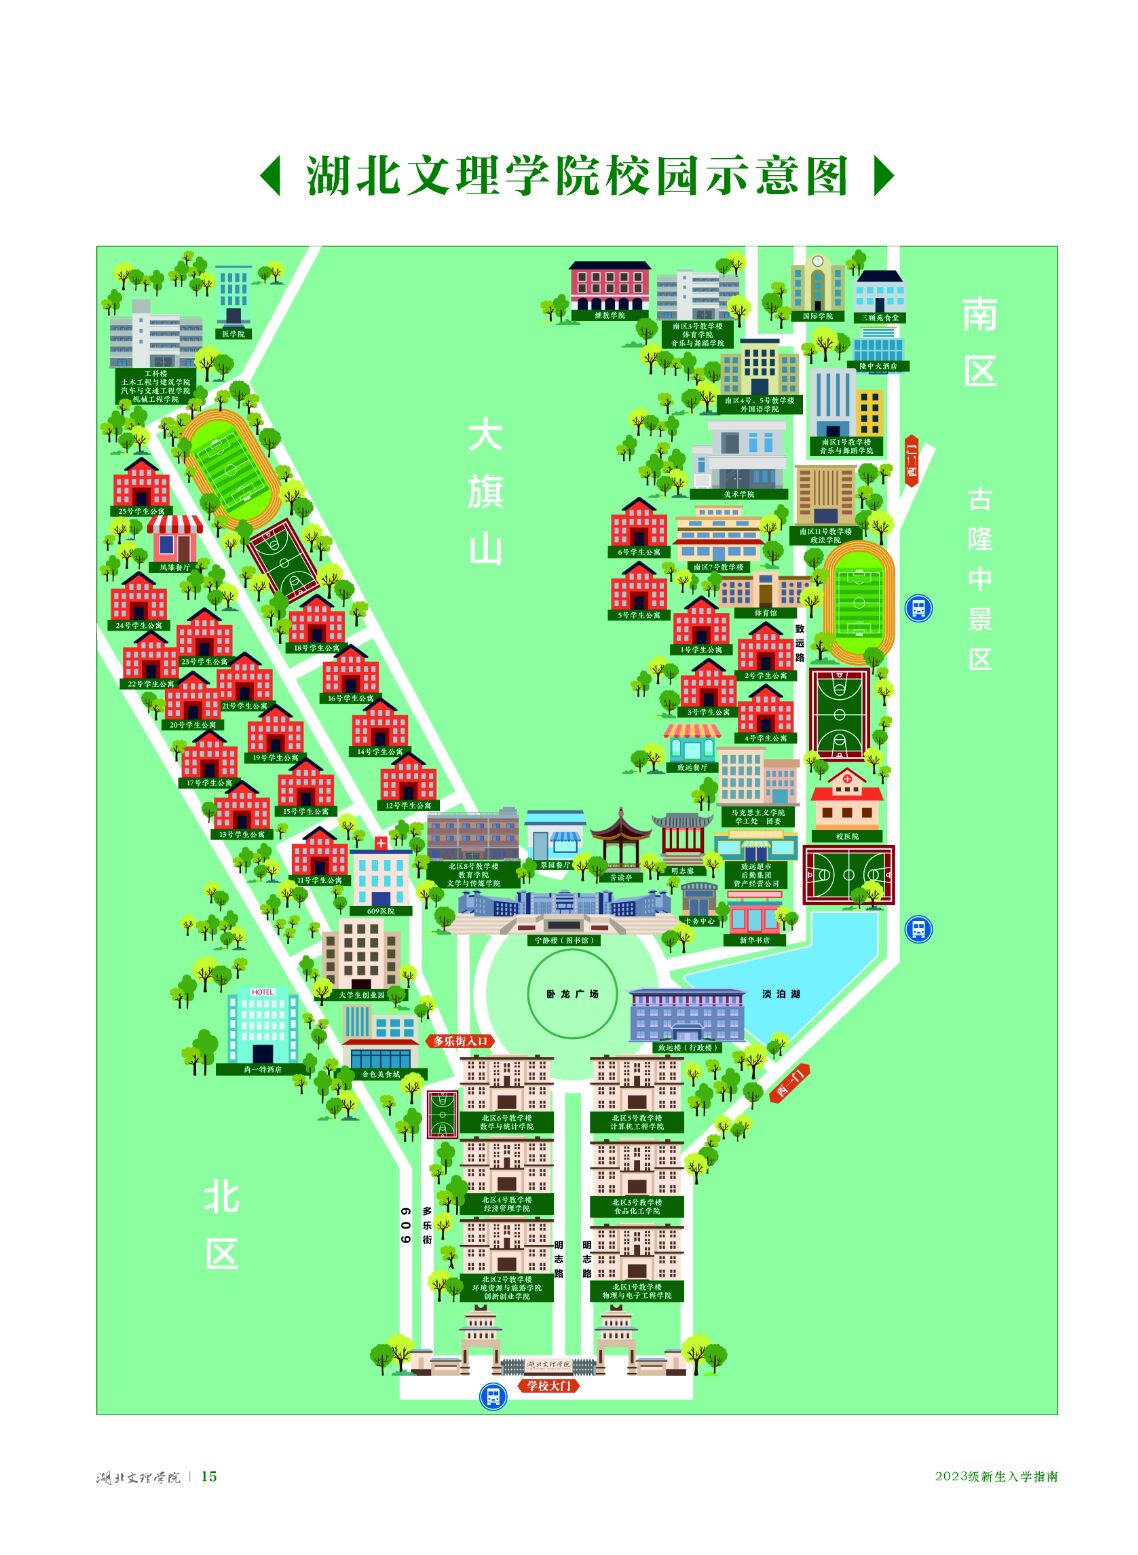 湖北文理学院校园示意图
医学院
工科楼
土木工程与建筑学院
汽车与交通工程学院
机械工程学院
继教学院
南区3号教学楼
体育学院
音乐与舞蹈学院
国际学院
三顾苑食堂
南区
隆中大酒店
南区4号、5号教学楼
外国语学院
南区1号教学楼
音乐与舞蹈学院
大旗山
西二门
美术学院
古隆中景区
25号学生公寓
凤雏餐厅
南区11号教学楼
政法学院
6号学生公寓
南区7号教学楼
24号学生公寓
5号学生公寓
体育馆
致远路
18号学生公寓
23号学生公寓
1号学生公寓
22号学生公寓
2号学生公寓
16号学生公寓
21号学生公寓
20号学生公寓
3号学生公寓
4号学生公寓
14号学生公寓
19号学生公寓
致远餐厅
17号学生公寓
12号学生公寓
15号学生公寓
马克思主义学院
学工处 团委
13号学生公寓
校医院
北区8号教学楼
教育学院
文学与传媒学院
翠园餐厅
善读亭
明志廊
致远超市
后勤集团
资产经营公司
11号学生公寓
609医院
卡务中心
宁静楼（图书馆）
新华书店
大学生创业园
卧龙广场
淡泊湖
HOTEL
多乐街入口
致远楼（行政楼）
尚一特酒店
金色美食城
西一门
北区6号教学楼
数学与统计学院
北区5号教学楼
计算机工程学院
北区
北区4号教学楼
经济管理学院
北区3号教学楼
食品化工学院
609
多乐街
明志路
明志路
北区2号教学楼
环境资源与旅游学院
创新创业学院
北区1号教学楼
物理与电子工程学院
湖北文理学院
学校大门
湖北文理学院 | 15
2023级新生入学指南